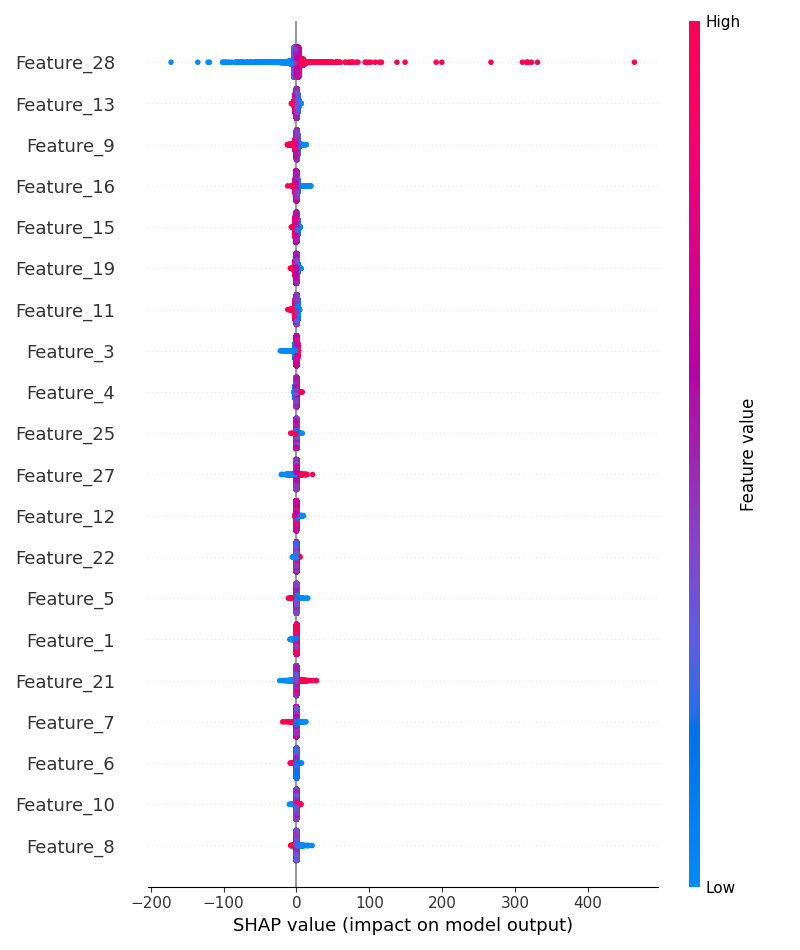 High
Feature_28
Feature_13
Feature_9
Feature_16
Feature_15
Feature_19
Feature_11
Feature_3
Feature_4
Feature_25
Feature_27
Feature_12
Feature_22
Feature_5
Feature_1
Feature_21
Feature_7
Feature_6
Feature_10
Feature_8
Feature value
Low
−200 −100 0 100 200 300 400
SHAP value (impact on model output)